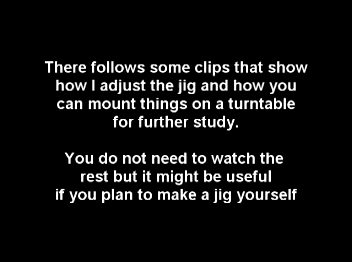 There follows some clips that show
how I adjust the jig and how you
can mount things on a turntable
for further study.
You do not need to watch the
rest but it might be useful
if you plan to make a jig yourself